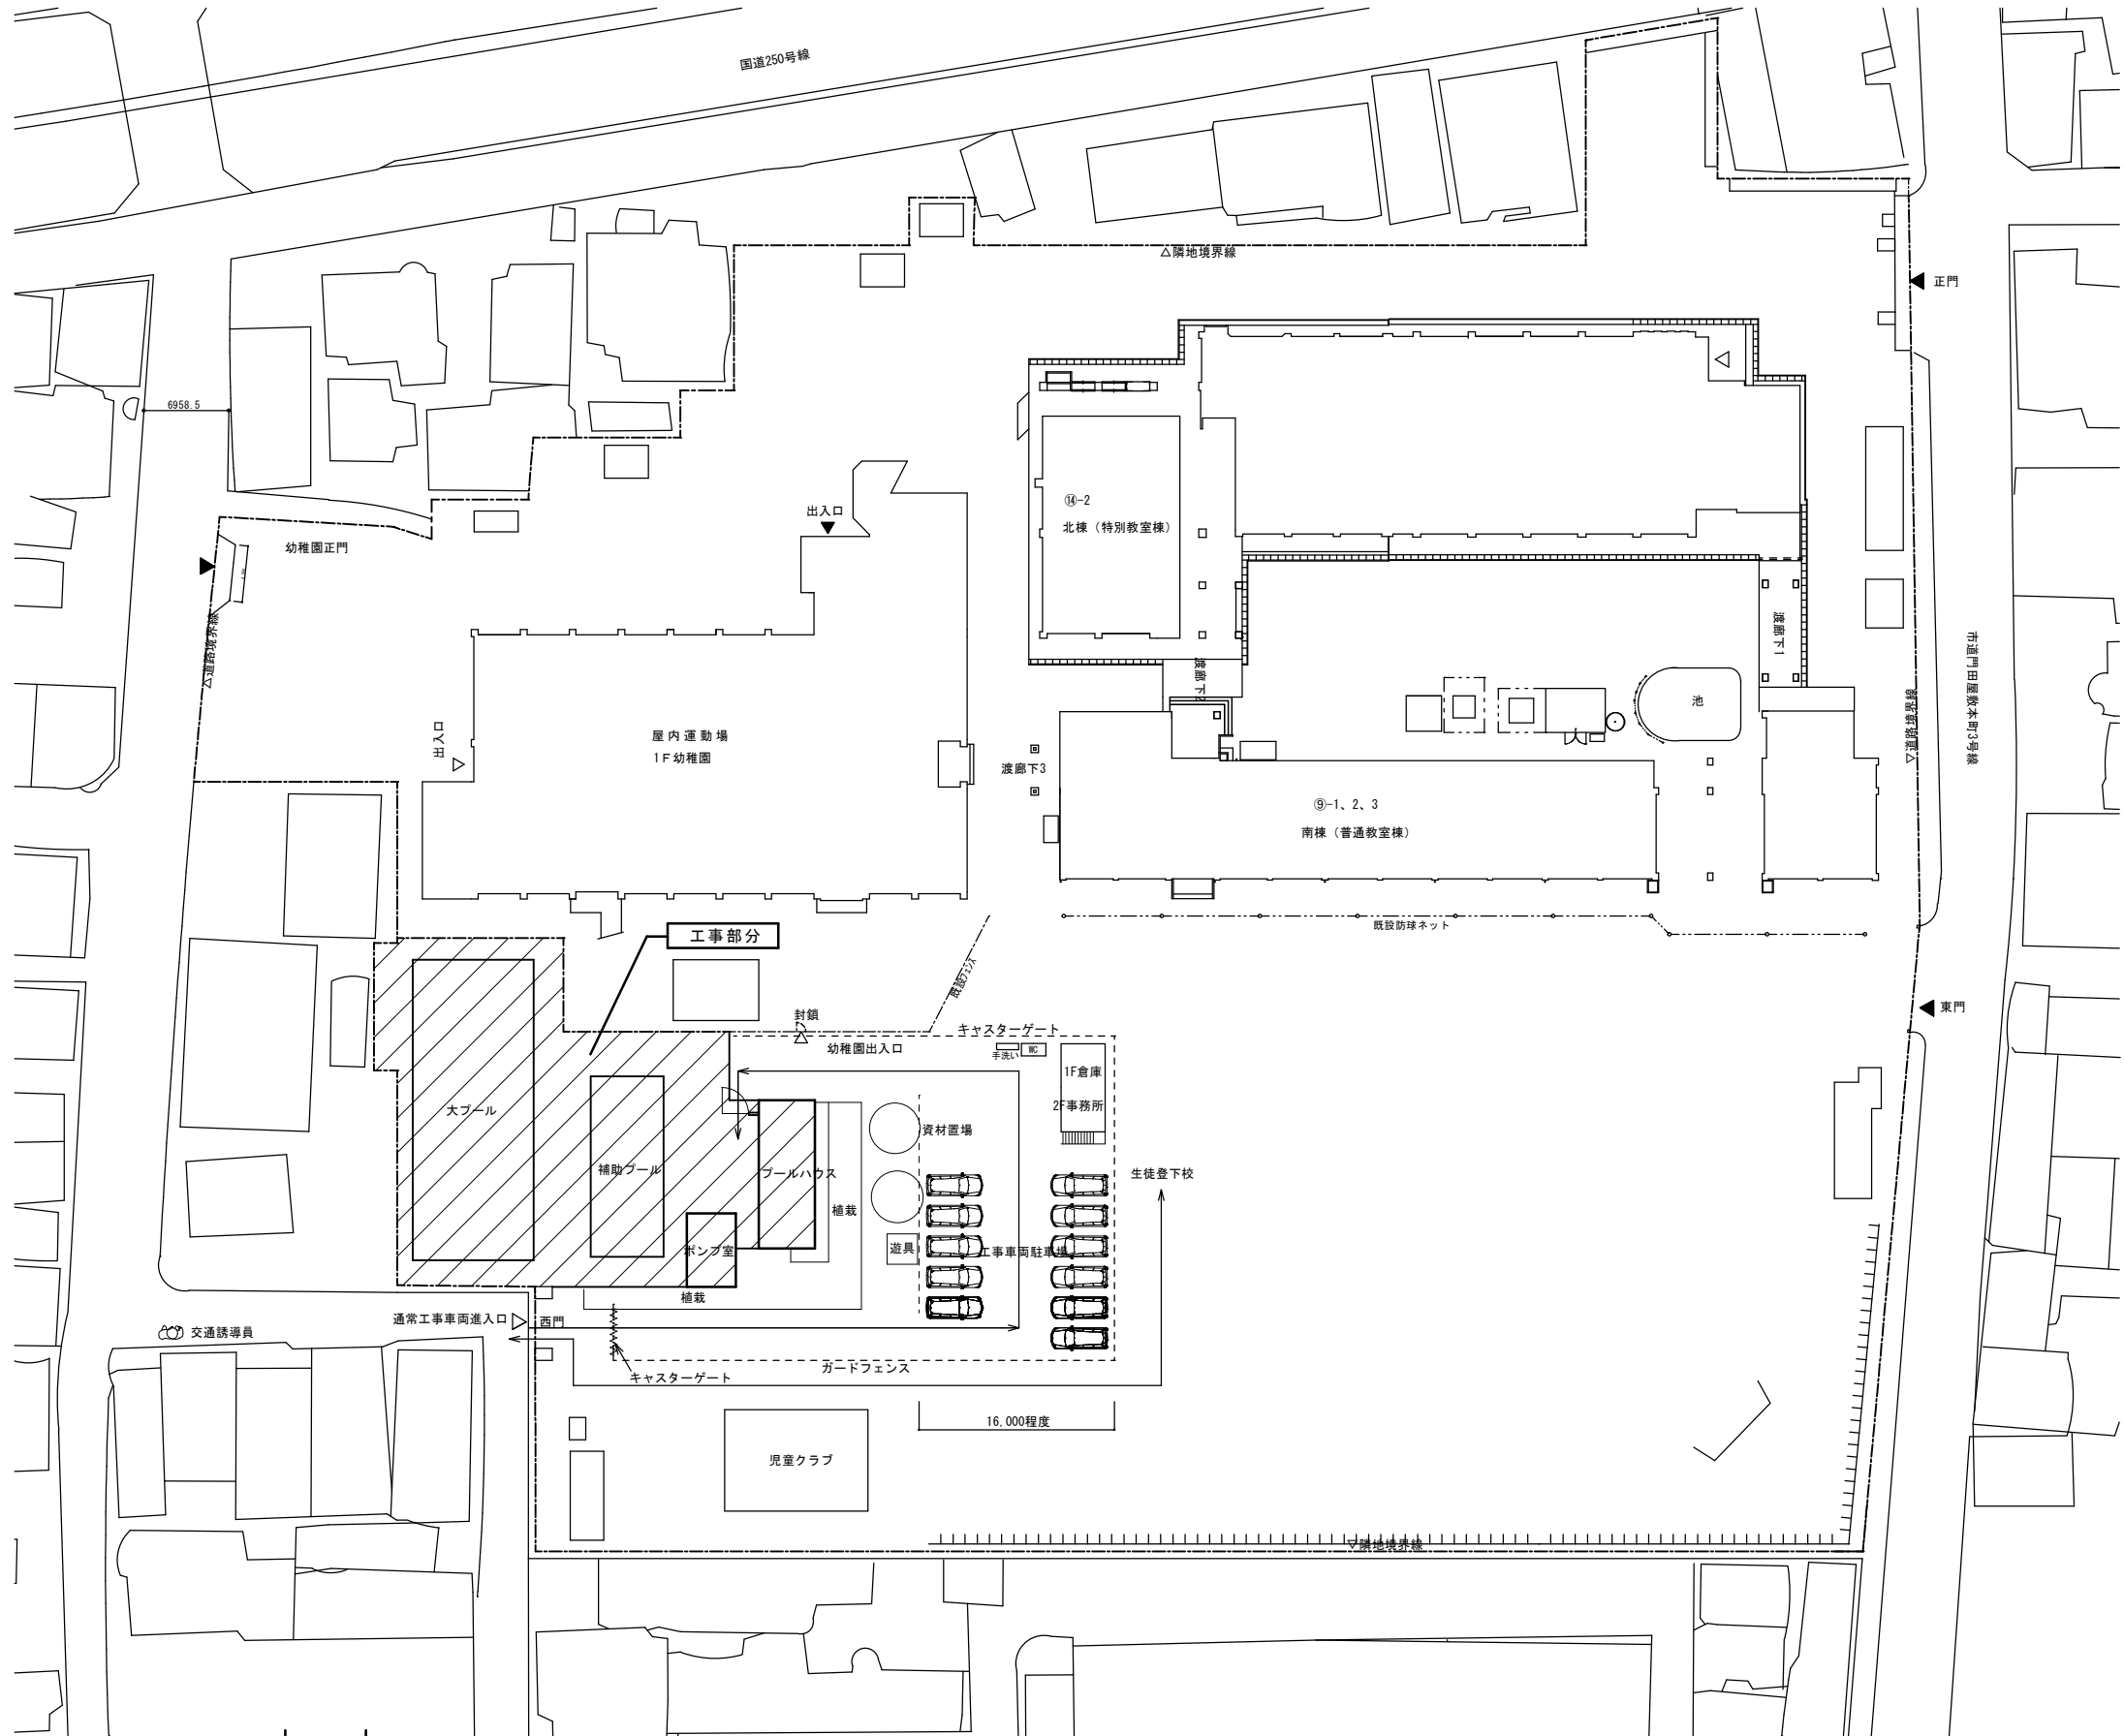 国道250号線
△隣地境界線
正門
6958.5
⑭-2
北棟（特別教室棟）
出入口
幼稚園正門
△道路境界線
渡廊下1
渡廊下2
市道門田屋敷本町3号線
▽道路境界線
池
屋内運動場
1F幼稚園
出入口
渡廊下3
⑨-1、2、3
南棟（普通教室棟）
既設防球ネット
工事部分
既設フェンス
東門
封鎖
キャスターゲート
幼稚園出入口
手洗い
WC
1F倉庫
2F事務所
大プール
資材置場
補助プール
プールハウス
生徒登下校
植栽
ポンプ室
遊具
工事車両駐車場
植栽
通常工事車両進入口
西門
交通誘導員
ガードフェンス
キャスターゲート
16,000程度
児童クラブ
▽隣地境界線